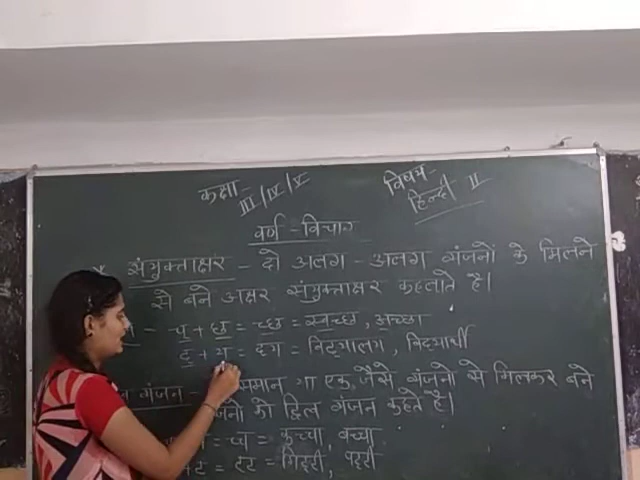 कक्षा - III / IV / V
विषय - हिन्दी II
वर्ण - विचार
संयुक्ताक्षर - दो अलग - अलग व्यंजनों के मिलने
से बने अक्षर संयुक्ताक्षर कहलाते है।
- च् + छ = च्छ = स्वच्छ, अच्छा
द् + य = द्य = विद्यालय, विद्यार्थी
व्यंजन - समान या एक जैसे व्यंजनों से मिलकर बने
को द्वित व्यंजन कहते है।
= च्च = कच्चा, बच्चा
+ ट = ट्ट = मिट्टी, पट्टी